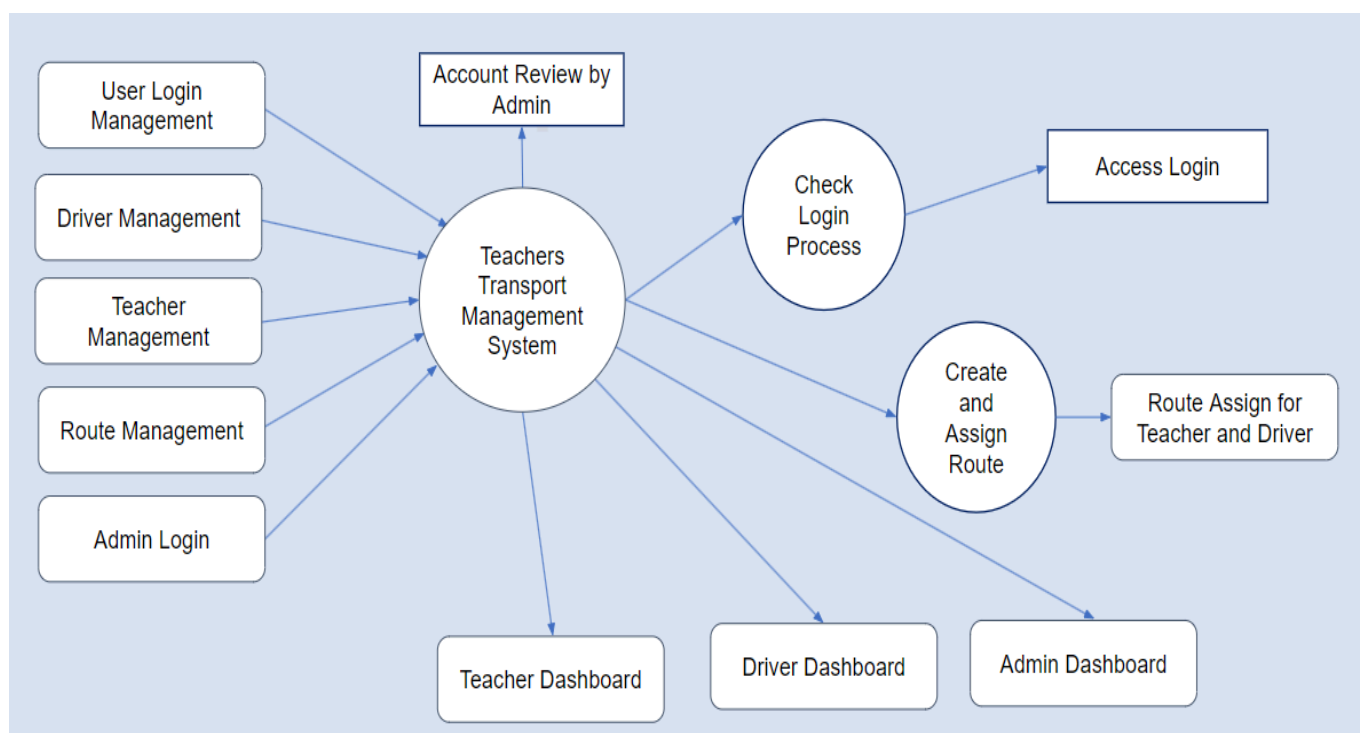 User Login
Management
Driver Management
Teacher
Management
Route Management
Admin Login
Account Review by
Admin
Teachers
Transport
Management
System
Check
Login
Process
Access Login
Create
and
Assign
Route
Route Assign for
Teacher and Driver
Teacher Dashboard
Driver Dashboard
Admin Dashboard